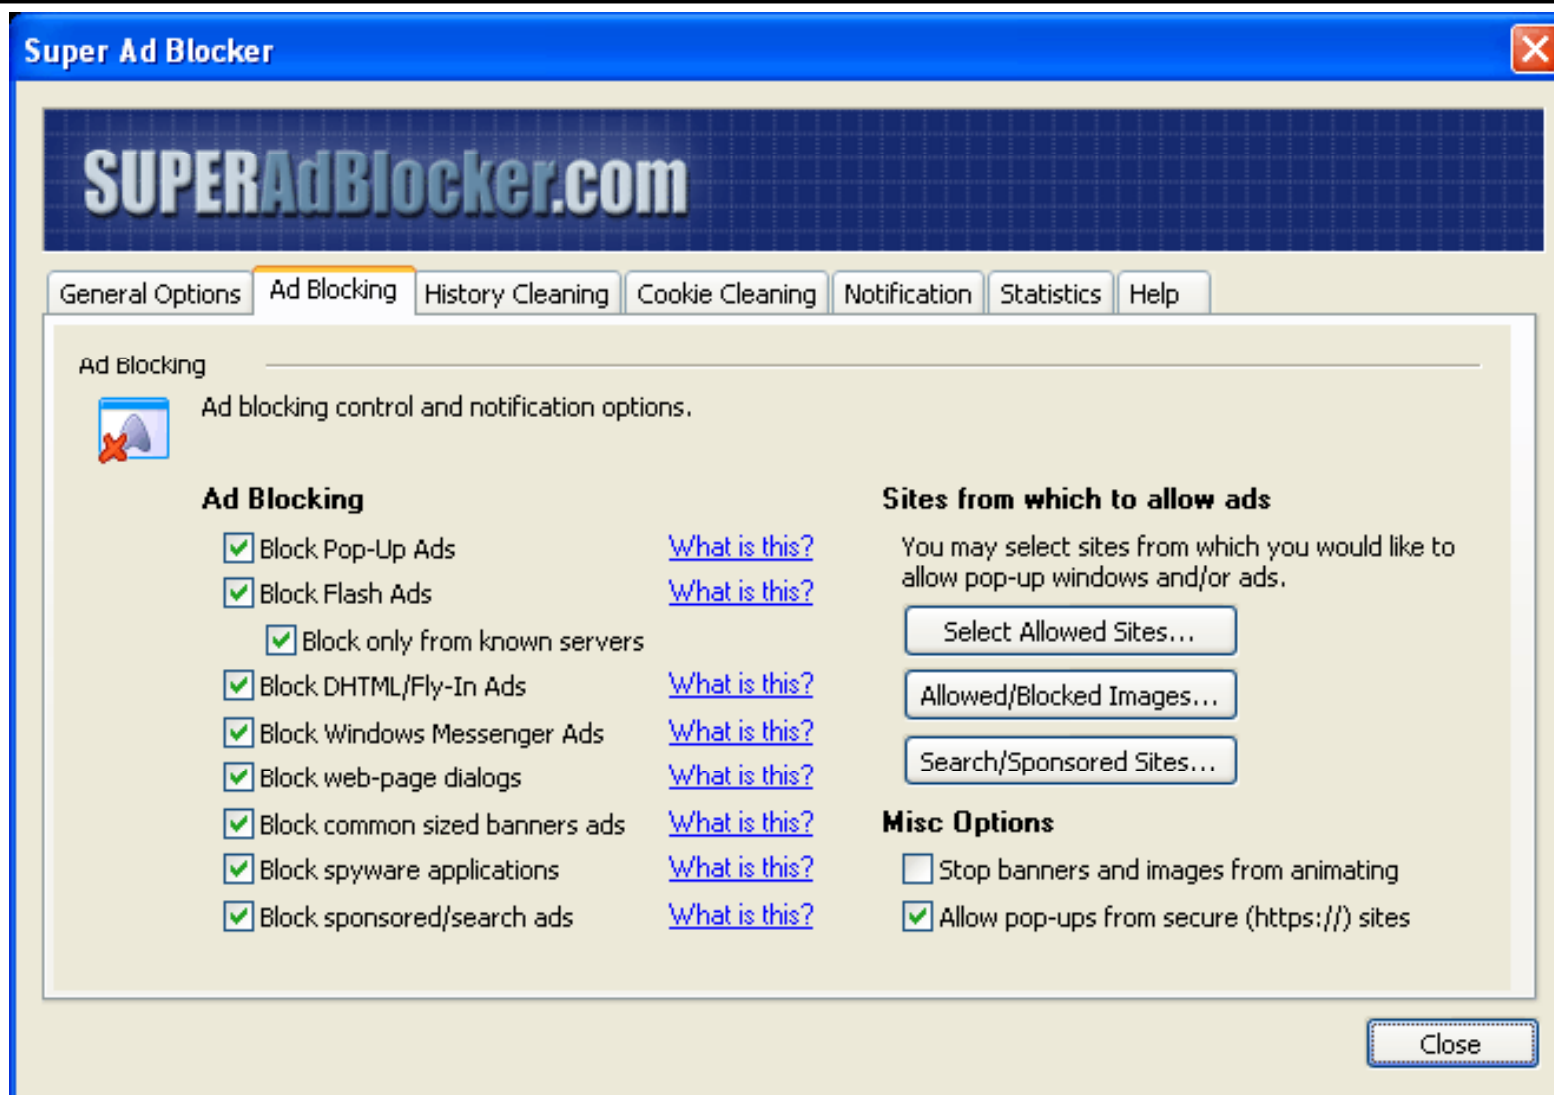 Super Ad Blocker
SUPERAdBlocker.com
General Options
Ad Blocking
History Cleaning
Cookie Cleaning
Notification
Statistics
Help
Ad Blocking
Ad blocking control and notification options.
Ad Blocking
Block Pop-Up Ads What is this?
Block Flash Ads What is this?
Block only from known servers
Block DHTML/Fly-In Ads What is this?
Block Windows Messenger Ads What is this?
Block web-page dialogs What is this?
Block common sized banners ads What is this?
Block spyware applications What is this?
Block sponsored/search ads What is this?
Sites from which to allow ads
You may select sites from which you would like to
allow pop-up windows and/or ads.
Select Allowed Sites...
Allowed/Blocked Images...
Search/Sponsored Sites...
Misc Options
Stop banners and images from animating
Allow pop-ups from secure (https://) sites
Close